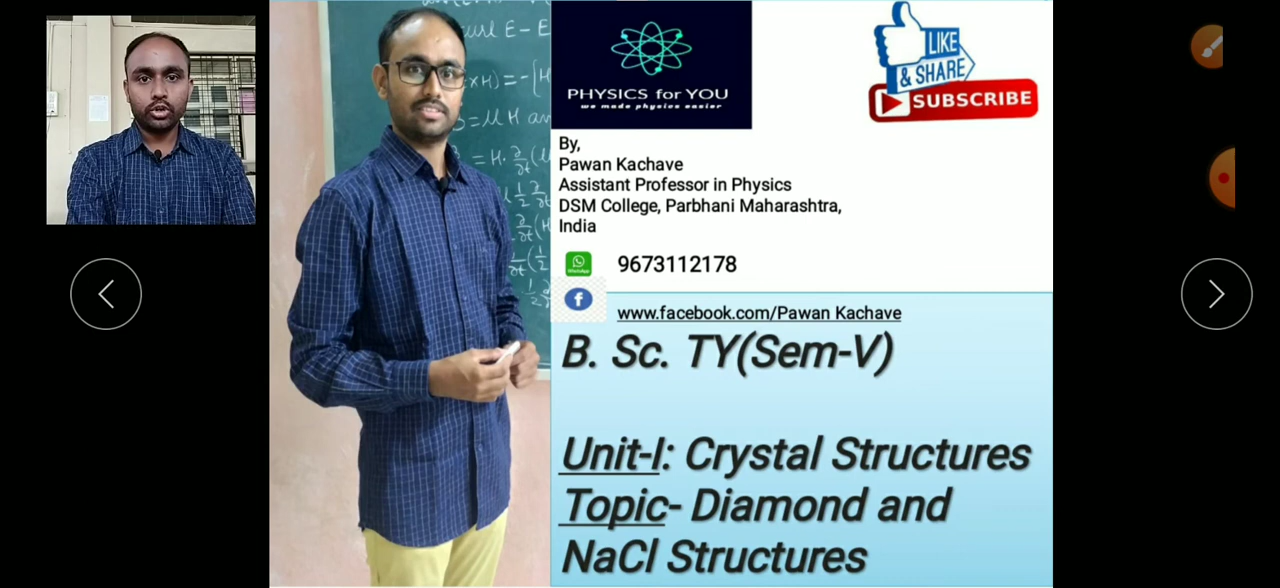 PHYSICS for YOU
we made physics easier
LIKE
& SHARE
SUBSCRIBE
By,
Pawan Kachave
Assistant Professor in Physics
DSM College, Parbhani Maharashtra,
India
WhatsApp
9673112178
f
www.facebook.com/Pawan Kachave
B. Sc. TY(Sem-V)
Unit-I: Crystal Structures
Topic- Diamond and
NaCl Structures